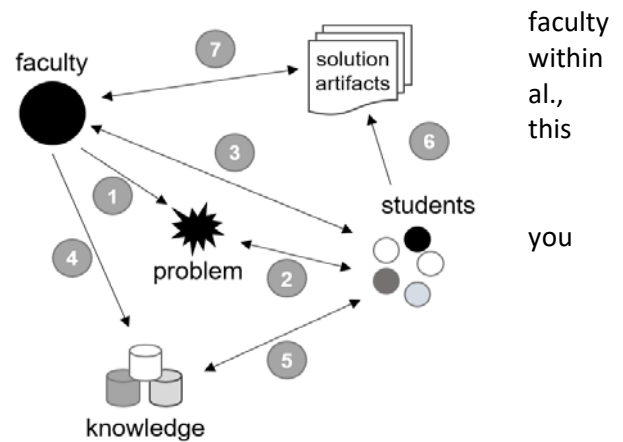 faculty
within
al.,
this
you
faculty
7
solution
artifacts
3
6
1
students
4
problem
2
5
knowledge